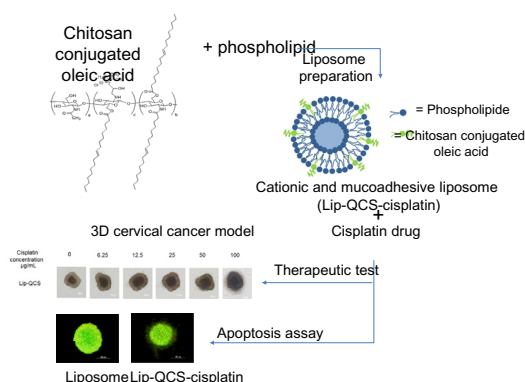 Chitosan
conjugated
oleic acid
+ phospholipid
Liposome
preparation
= Phospholipide
= Chitosan conjugated
oleic acid
Cationic and mucoadhesive liposome
(Lip-QCS-cisplatin)
+
Cisplatin drug
3D cervical cancer model
Cisplatin
concentration
µg/mL
0 6.25 12.5 25 50 100
Lip-QCS
Therapeutic test
Apoptosis assay
Liposome Lip-QCS-cisplatin